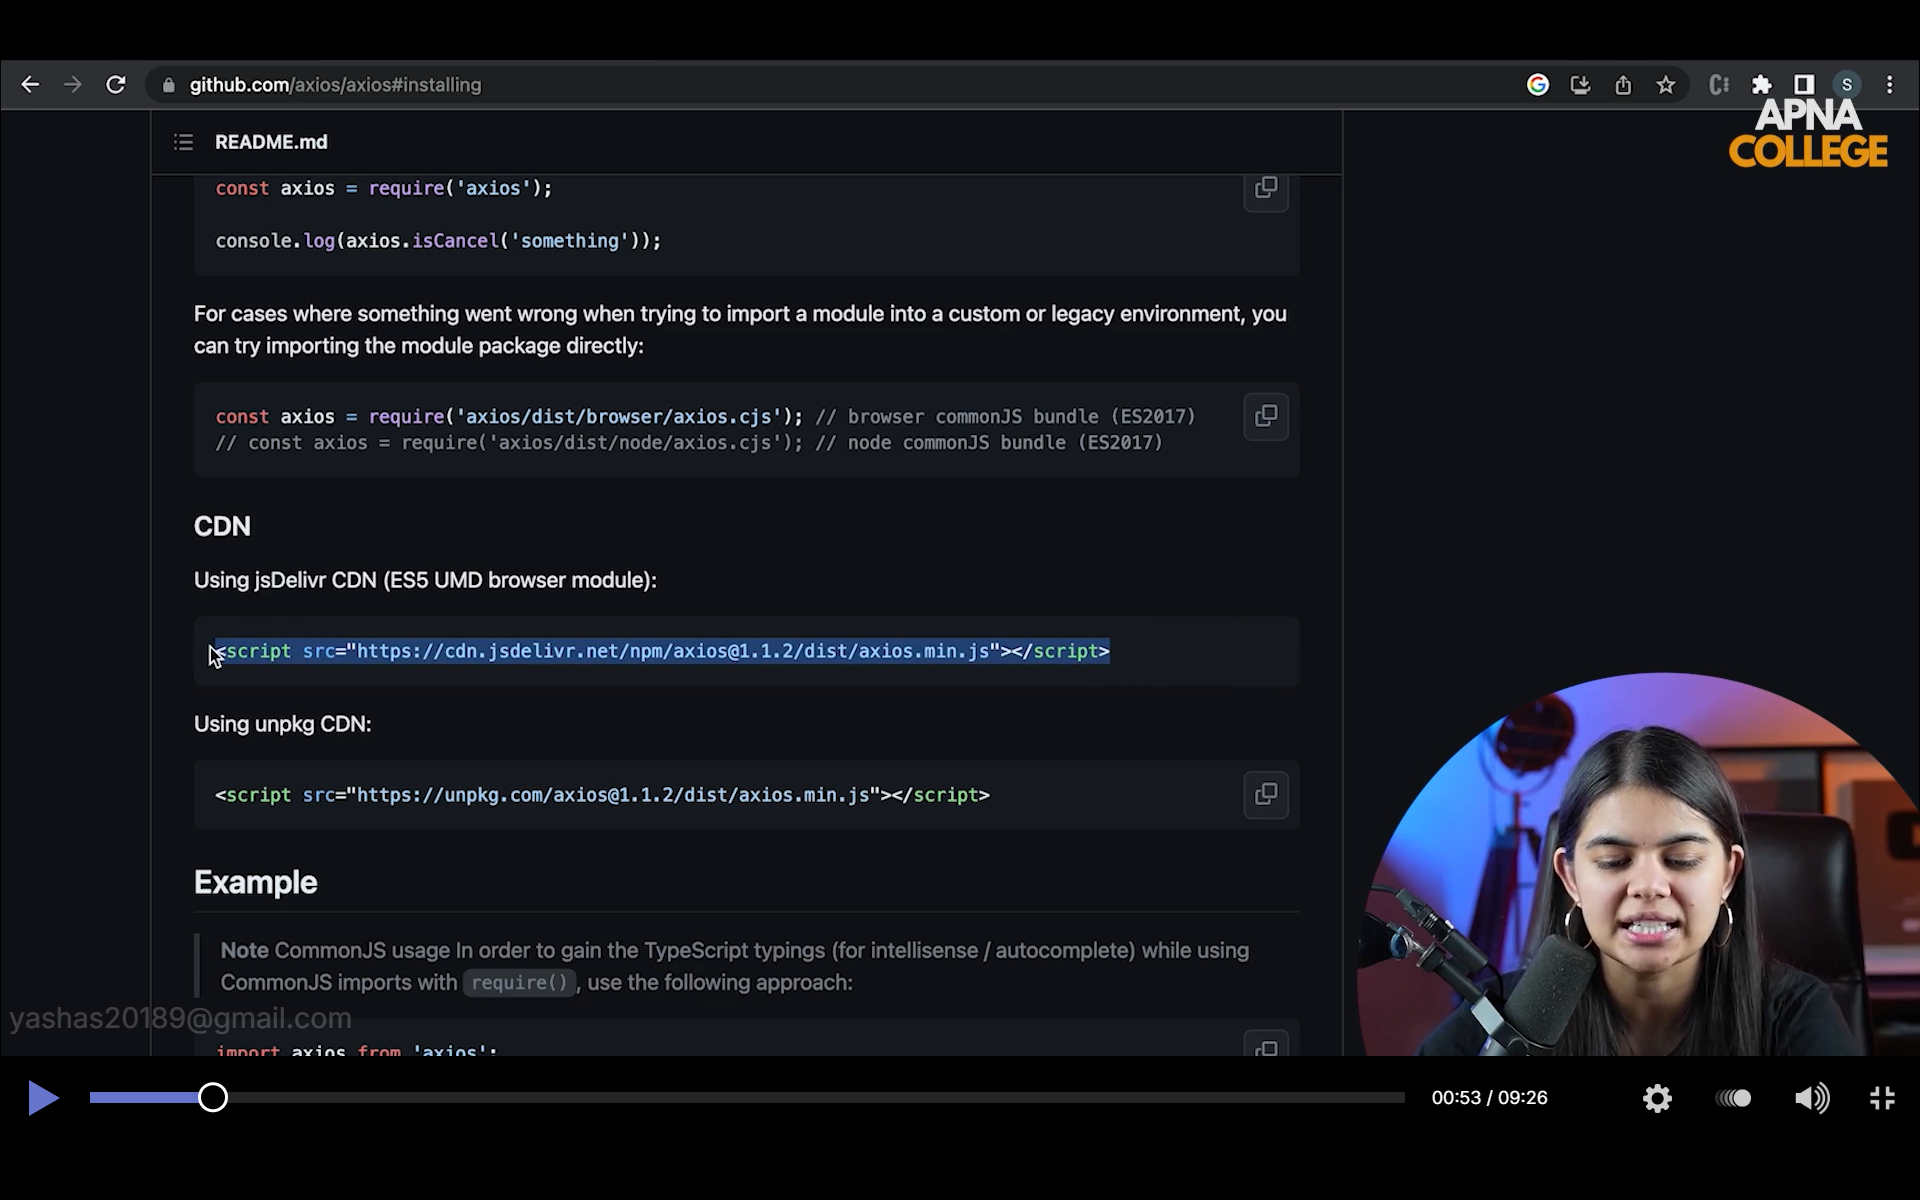 github.com/axios/axios#installing
S
APNA
COLLEGE
README.md
const axios = require('axios');
console.log(axios.isCancel('something'));
For cases where something went wrong when trying to import a module into a custom or legacy environment, you
can try importing the module package directly:
const axios = require('axios/dist/browser/axios.cjs'); // browser commonJS bundle (ES2017)
// const axios = require('axios/dist/node/axios.cjs'); // node commonJS bundle (ES2017)
CDN
Using jsDelivr CDN (ES5 UMD browser module):
<script src="https://cdn.jsdelivr.net/npm/axios@1.1.2/dist/axios.min.js"></script>
Using unpkg CDN:
<script src="https://unpkg.com/axios@1.1.2/dist/axios.min.js"></script>
Example
Note CommonJS usage In order to gain the TypeScript typings (for intellisense / autocomplete) while using
CommonJS imports with require(), use the following approach:
yashas20189@gmail.com
import axios from 'axios';
00:53 / 09:26